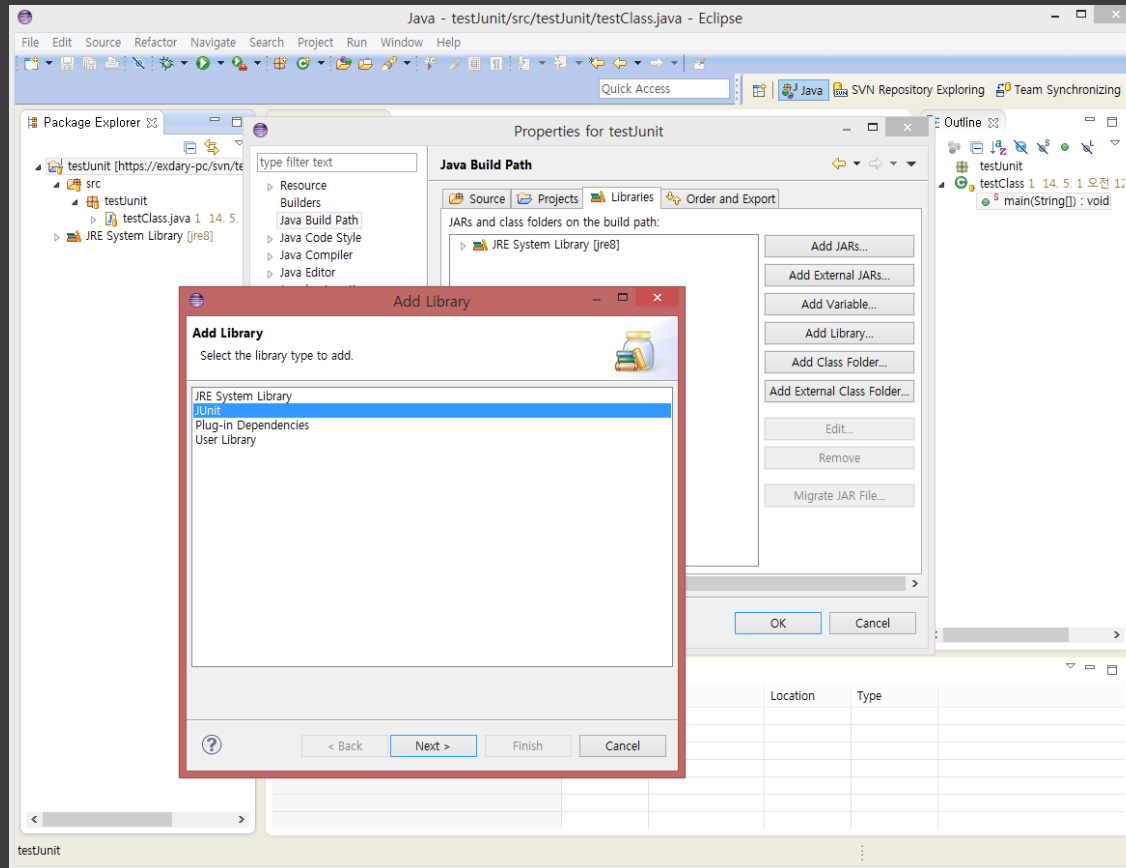 Java - testJunit/src/testJunit/testClass.java - Eclipse
File Edit Source Refactor Navigate Search Project Run Window Help
Quick Access
Java SVN Repository Exploring Team Synchronizing
Package Explorer
testJunit [https://exdary-pc/svn/te
src
testJunit
testClass.java 1 14. 5.
JRE System Library [jre8]
Properties for testJunit
type filter text
Resource
Builders
Java Build Path
Java Code Style
Java Compiler
Java Editor
Java Build Path
Source Projects Libraries Order and Export
JARs and class folders on the build path:
JRE System Library [jre8]
Add JARs...
Add External JARs...
Add Variable...
Add Library...
Add Class Folder...
Add External Class Folder...
Edit...
Remove
Migrate JAR File...
OK Cancel
Outline
testJunit
testClass 1 14. 5. 1 오전 12
main(String[]) : void
Add Library
Add Library
Select the library type to add.
JRE System Library
JUnit
Plug-in Dependencies
User Library
< Back Next > Finish Cancel
Location Type
testJunit